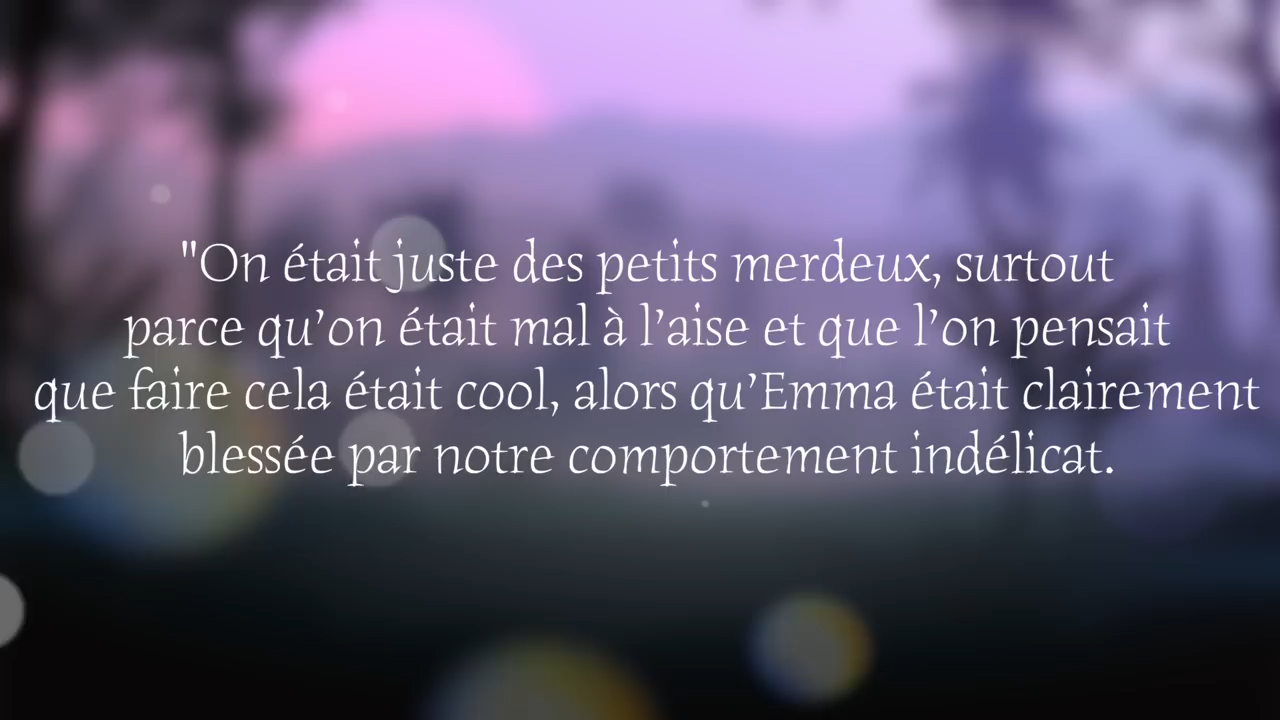 "On était juste des petits merdeux, surtout
parce qu’on était mal à l’aise et que l’on pensait
que faire cela était cool, alors qu’Emma était clairement
blessée par notre comportement indélicat.